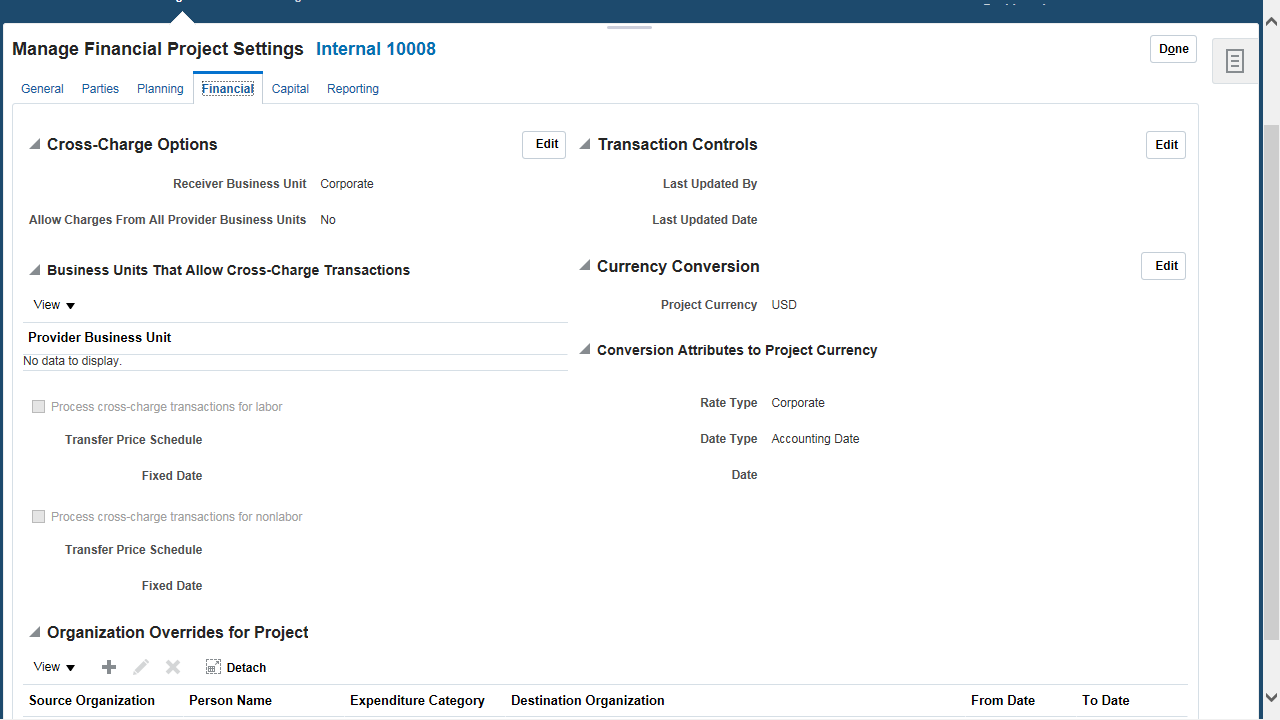 Manage Financial Project Settings Internal 10008
Done
General Parties Planning Financial Capital Reporting
Cross-Charge Options
Edit
Receiver Business Unit Corporate
Allow Charges From All Provider Business Units No
Business Units That Allow Cross-Charge Transactions
View
Provider Business Unit
No data to display.
Process cross-charge transactions for labor
Transfer Price Schedule
Fixed Date
Process cross-charge transactions for nonlabor
Transfer Price Schedule
Fixed Date
Transaction Controls
Edit
Last Updated By
Last Updated Date
Currency Conversion
Edit
Project Currency USD
Conversion Attributes to Project Currency
Rate Type Corporate
Date Type Accounting Date
Date
Organization Overrides for Project
View Detach
Source Organization Person Name Expenditure Category Destination Organization From Date To Date